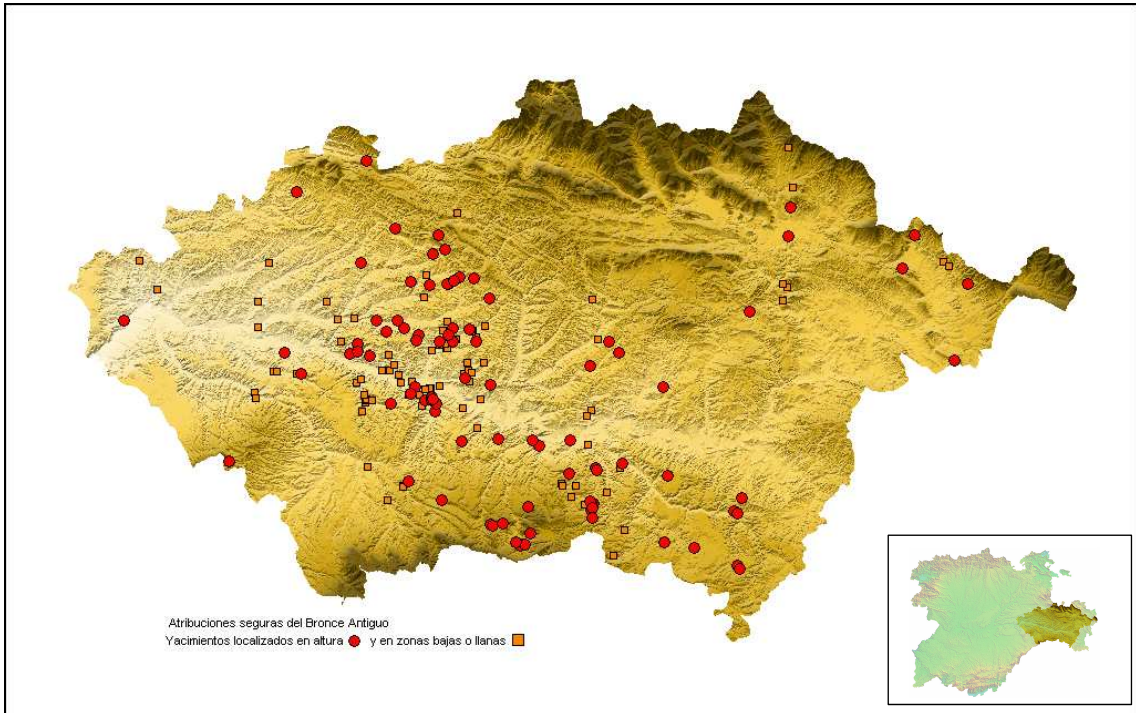 Atribuciones seguras del Bronce Antiguo
Yacimientos localizados en altura y en zonas bajas o llanas